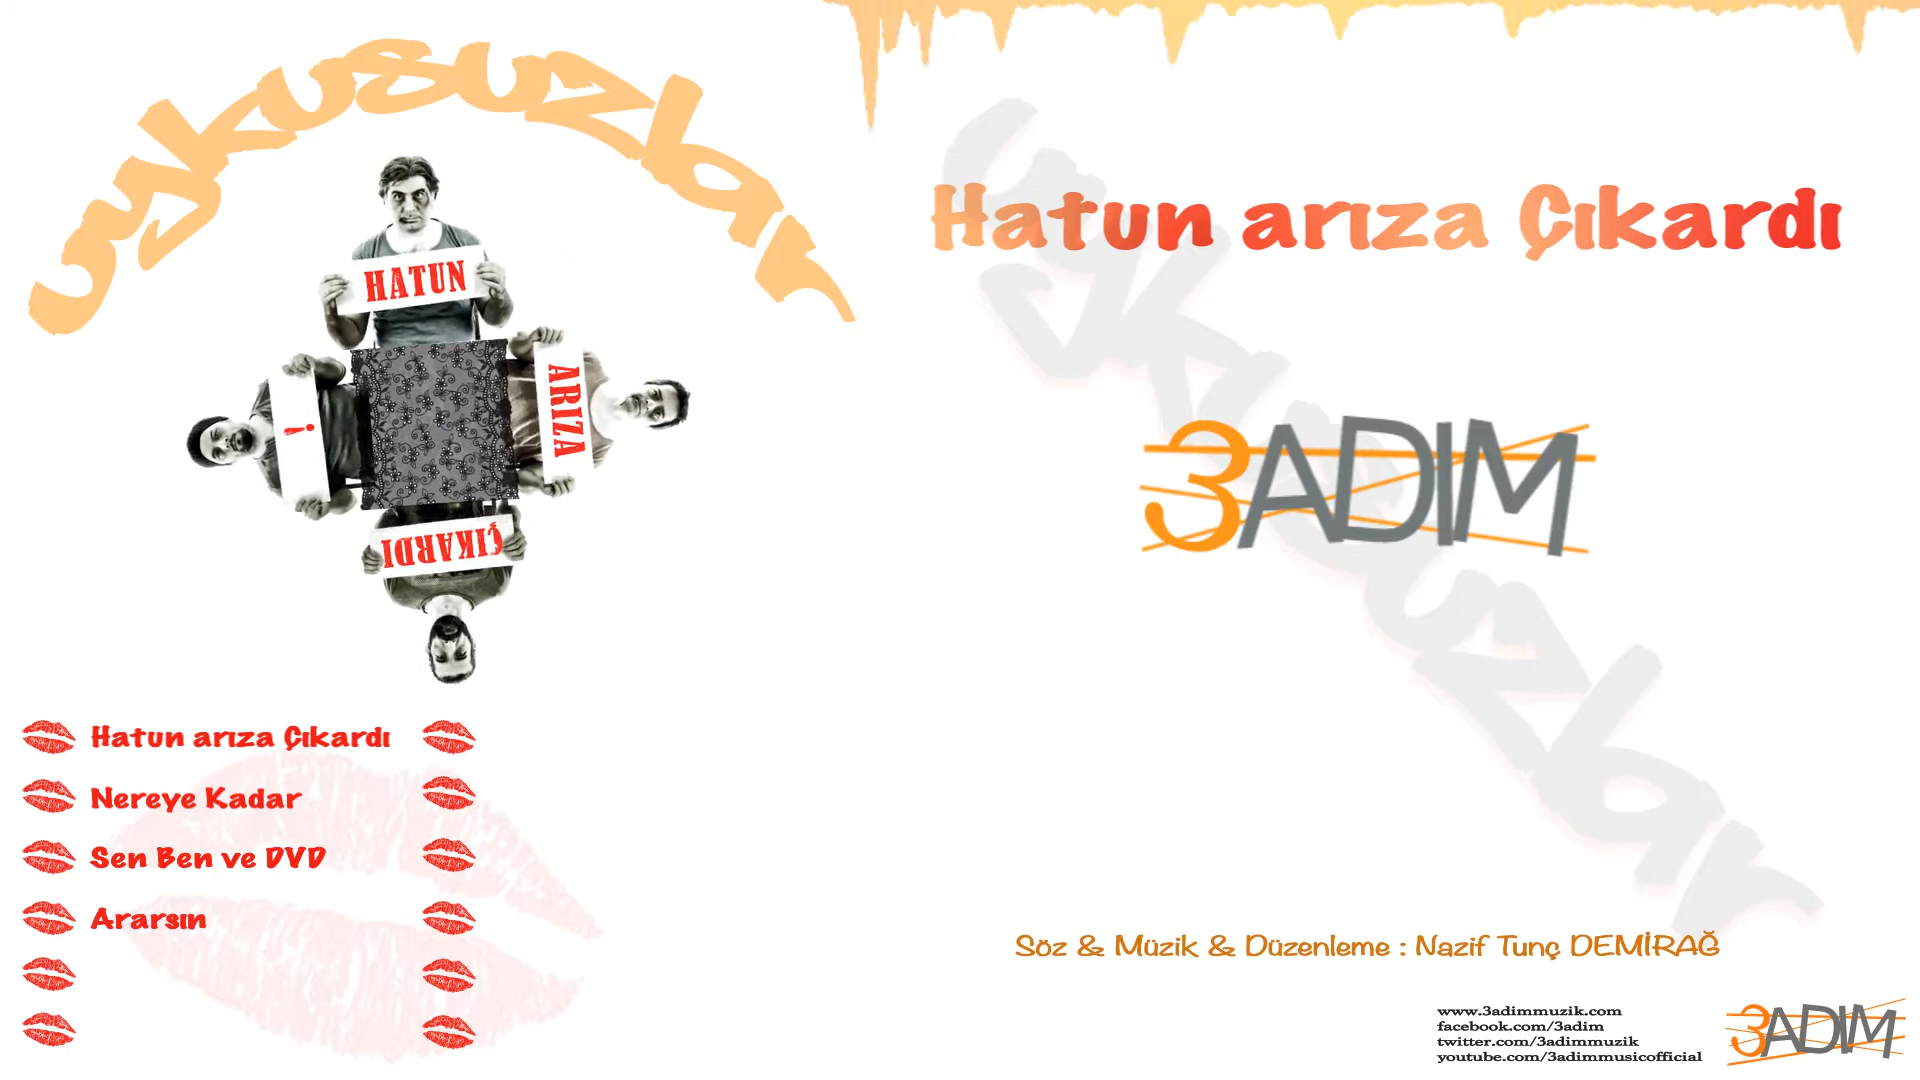 uykusuzlar
HATUN
ARIZA
ÇIKARDI
!
Hatun arıza Çıkardı
Nereye Kadar
Sen Ben ve DVD
Ararsın
uykusuzlar
Hatun arıza Çıkardı
3ADIM
Söz & Müzik & Düzenleme : Nazif Tunç DEMİRAĞ
www.3adimmuzik.com
facebook.com/3adim
twitter.com/3adimmuzik
youtube.com/3adimmusicofficial
3ADIM